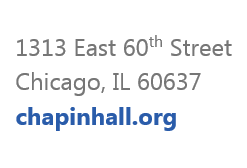 1313 East 60th Street
Chicago, IL 60637
chapinhall.org